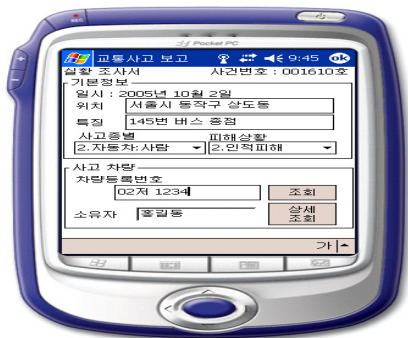 REC
Pocket PC
교통사고 보고 9:45 ok
실황 조사서 사건번호 : 001610호
기본정보
일시 : 2005년 10월 2일
위치 서울시 동작구 상도동
특징 145번 버스 종점
사고종별 피해상황
2.자동차:사람 2.인적피해
사고 차량
차량등록번호
02저 1234 조회
소유자 홍길동 상세
조회
가